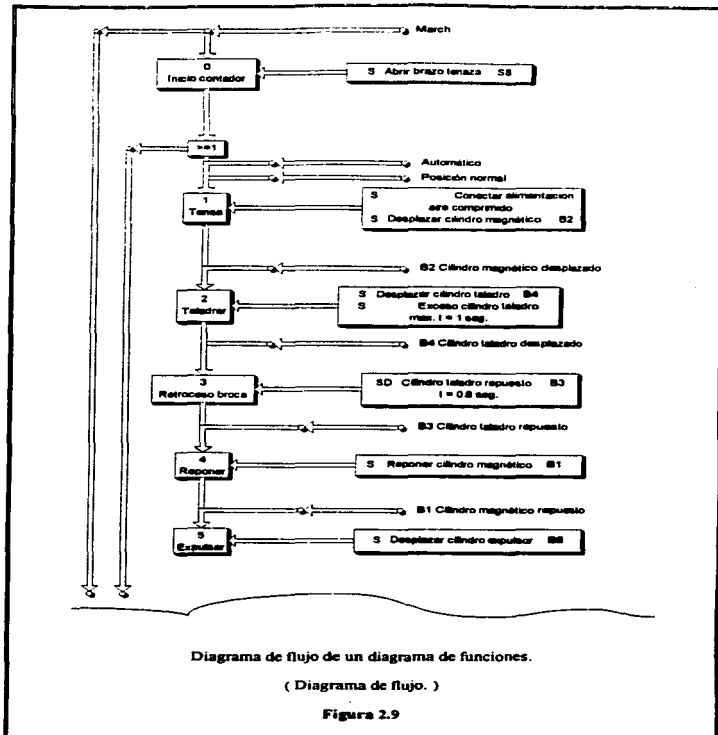 March
0
Inicio contador
S Abrir brazo tenaza S8
>=1
Automático
Posición normal
1
Tensa
S Conectar alimentacion
aire comprimido
S Desplazar cilindro magnético B2
B2 Cilindro magnético desplazado
2
Taladrar
S Desplazar cilindro taladro B4
S Exceso cilindro taladro
max. t = 1 seg.
B4 Cilindro taladro desplazado
3
Retroceso broca
SD Cilindro taladro repuesto B3
t = 0.8 seg.
B3 Cilindro taladro repuesto
4
Reponer
S Reponer cilindro magnético B1
B1 Cilindro magnético repuesto
5
Expulsar
S Desplazar cilindro expulsor B6
Diagrama de flujo de un diagrama de funciones.
( Diagrama de flujo. )
Figura 2.9